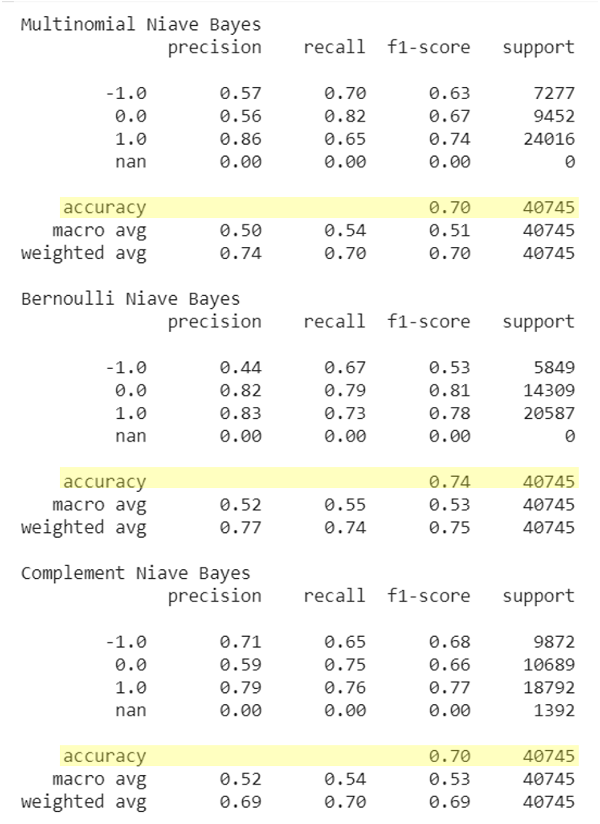 Multinomial Niave Bayes
precision recall f1-score support
-1.0 0.57 0.70 0.63 7277
0.0 0.56 0.82 0.67 9452
1.0 0.86 0.65 0.74 24016
nan 0.00 0.00 0.00 0
accuracy 0.70 40745
macro avg 0.50 0.54 0.51 40745
weighted avg 0.74 0.70 0.70 40745
Bernoulli Niave Bayes
precision recall f1-score support
-1.0 0.44 0.67 0.53 5849
0.0 0.82 0.79 0.81 14309
1.0 0.83 0.73 0.78 20587
nan 0.00 0.00 0.00 0
accuracy 0.74 40745
macro avg 0.52 0.55 0.53 40745
weighted avg 0.77 0.74 0.75 40745
Complement Niave Bayes
precision recall f1-score support
-1.0 0.71 0.65 0.68 9872
0.0 0.59 0.75 0.66 10689
1.0 0.79 0.76 0.77 18792
nan 0.00 0.00 0.00 1392
accuracy 0.70 40745
macro avg 0.52 0.54 0.53 40745
weighted avg 0.69 0.70 0.69 40745